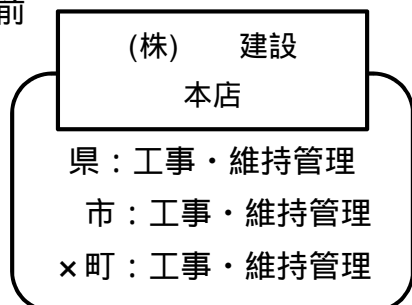 前
(株)　　建設
本店
県：工事・維持管理
市：工事・維持管理
×町：工事・維持管理